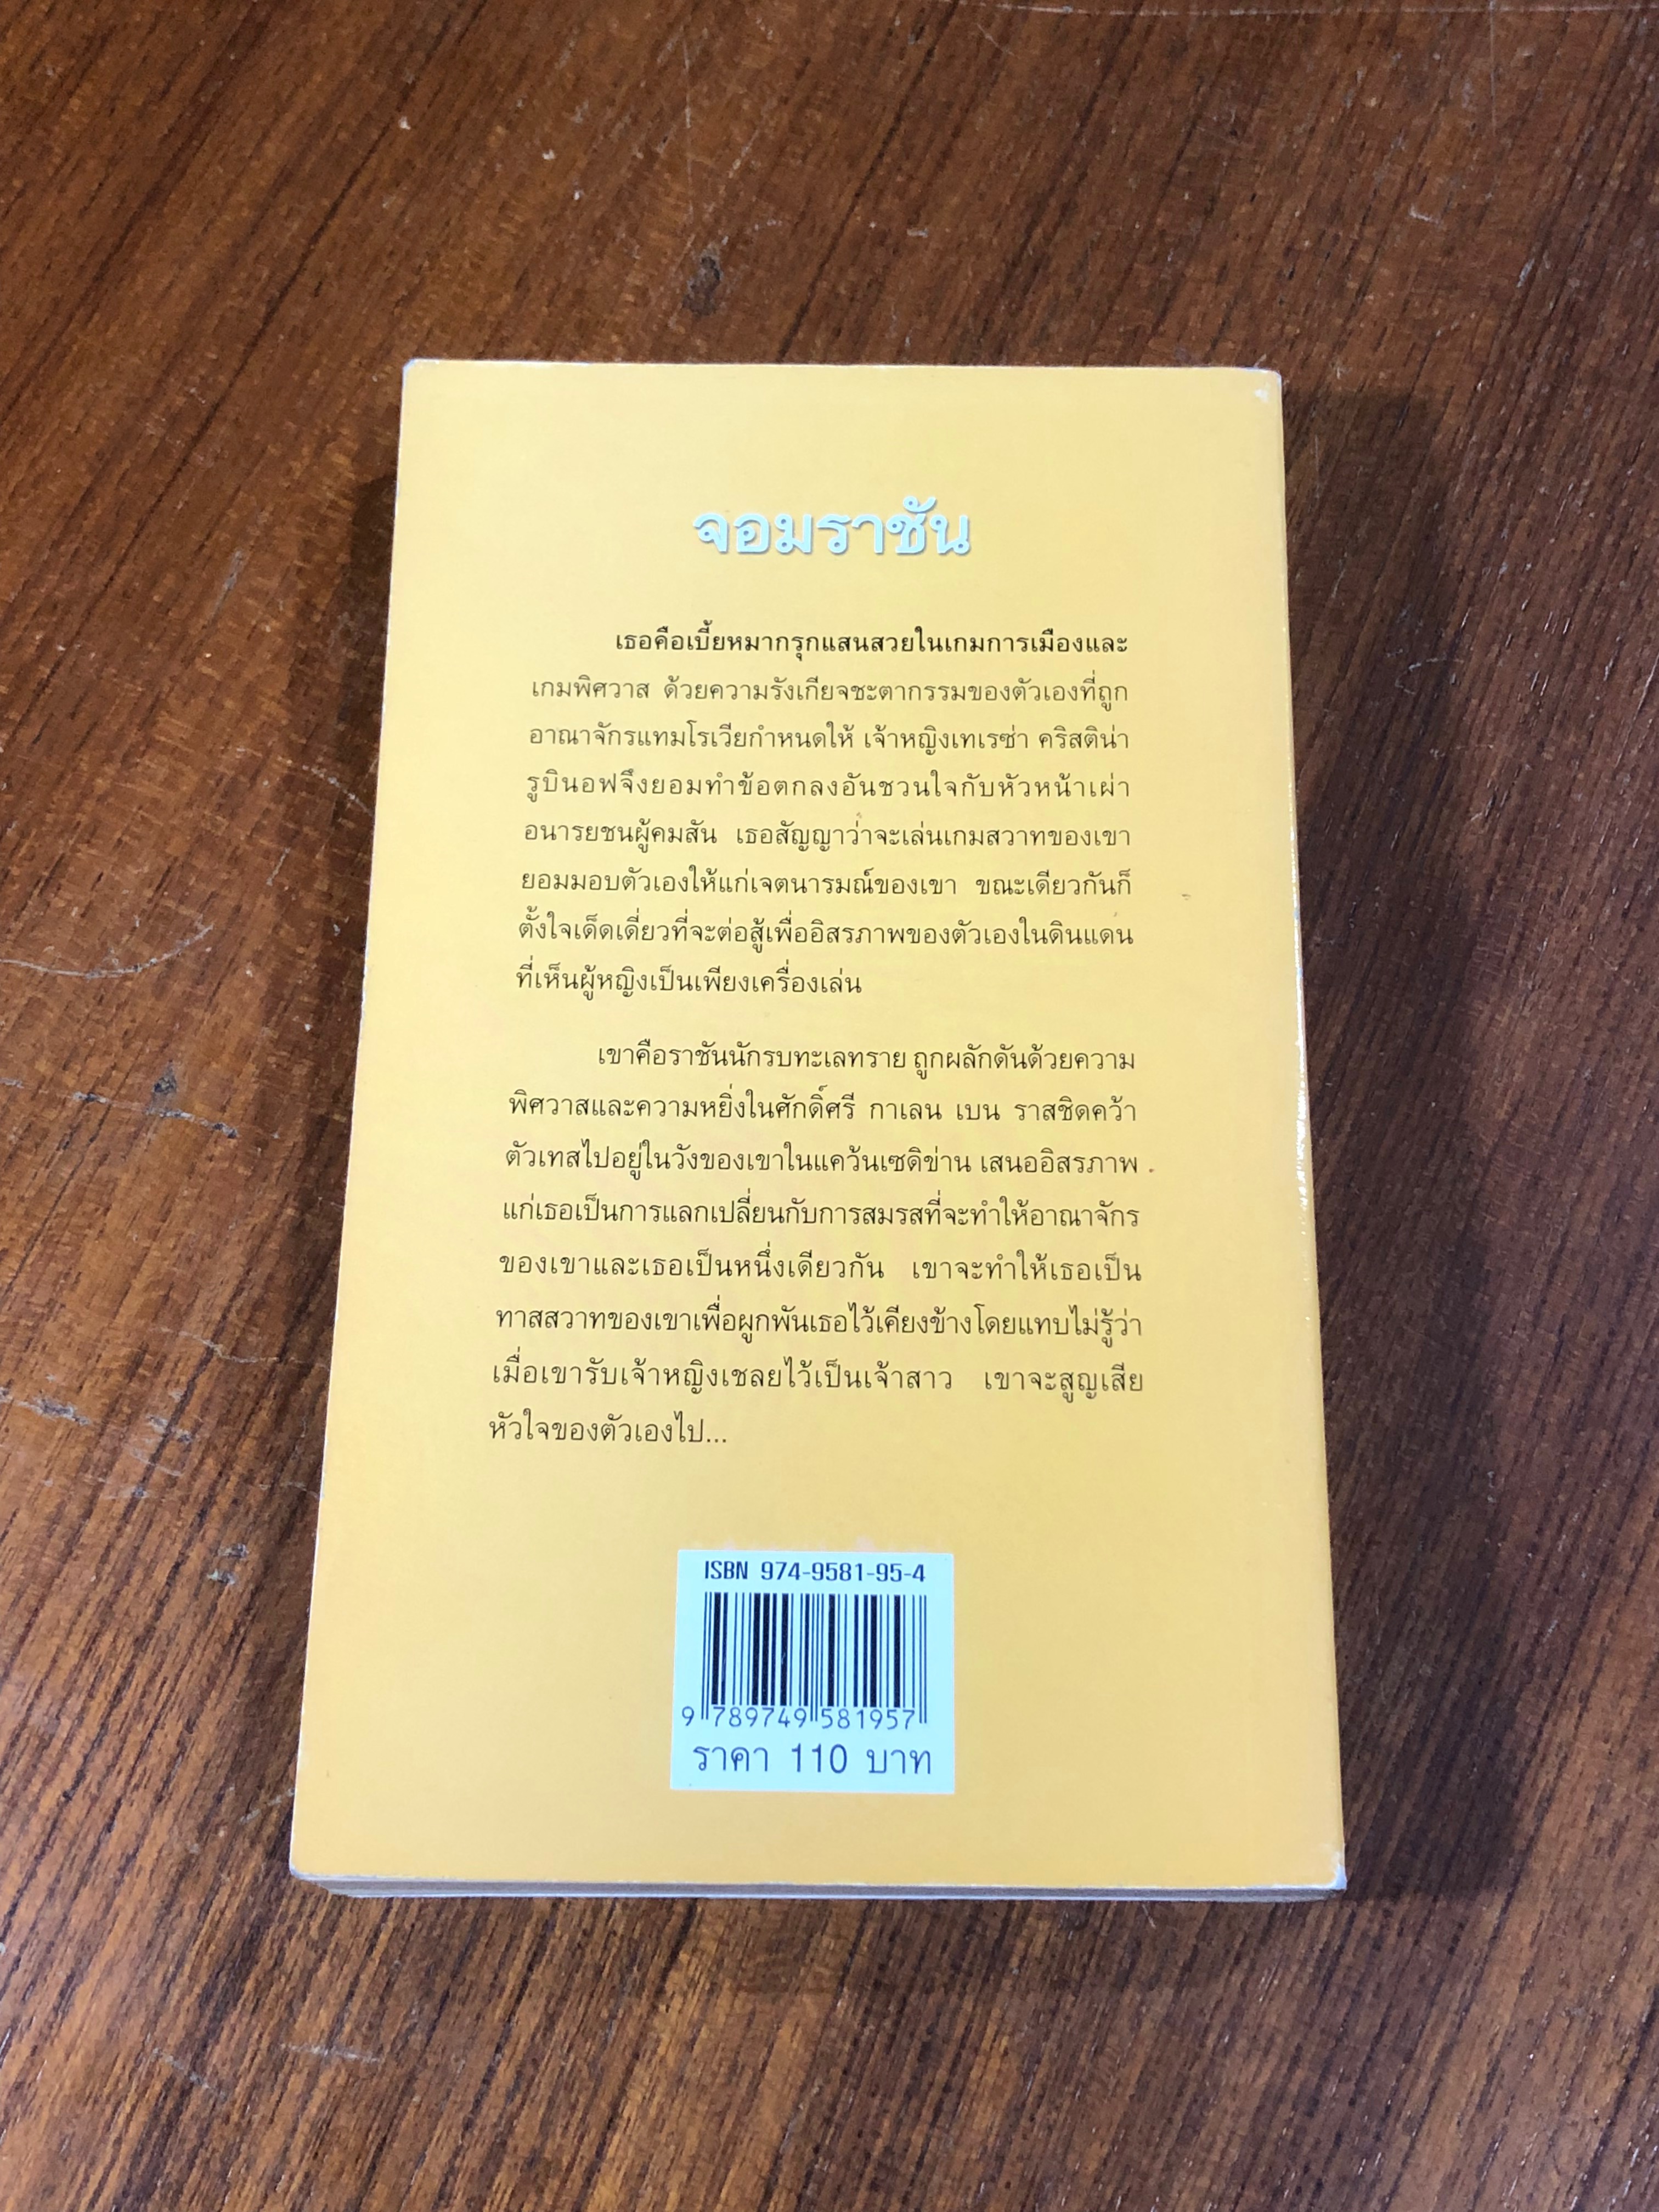 จอมราชัน
เธอคือเบี้ยหมากรุกแสนสวยในเกมการเมืองและ
เกมพิศวาส ด้วยความรังเกียจชะตากรรมของตัวเองที่ถูก
อาณาจักรแทมโรเวียกำหนดให้ เจ้าหญิงเทเรซ่า คริสติน่า
รูบินอฟจึงยอมทำข้อตกลงอันชวนใจกับหัวหน้าเผ่า
อนารยชนผู้คมสัน เธอสัญญาว่าจะเล่นเกมสวาทของเขา
ยอมมอบตัวเองให้แก่เจตนารมณ์ของเขา ขณะเดียวกันก็
ตั้งใจเด็ดเดี่ยวที่จะต่อสู้เพื่ออิสรภาพของตัวเองในดินแดน
ที่เห็นผู้หญิงเป็นเพียงเครื่องเล่น
เขาคือราชันนักรบทะเลทราย ถูกผลักดันด้วยความ
พิศวาสและความหยิ่งในศักดิ์ศรี กาเลน เบน ราสชิดคว้า
ตัวเทสไปอยู่ในวังของเขาในแคว้นเซดิข่าน เสนออิสรภาพ
แก่เธอเป็นการแลกเปลี่ยนกับการสมรสที่จะทำให้อาณาจักร
ของเขาและเธอเป็นหนึ่งเดียวกัน เขาจะทำให้เธอเป็น
ทาสสวาทของเขาเพื่อผูกพันเธอไว้เคียงข้างโดยแทบไม่รู้ว่า
เมื่อเขารับเจ้าหญิงเชลยไว้เป็นเจ้าสาว เขาจะสูญเสีย
หัวใจของตัวเองไป...
ISBN 974-9581-95-4
9 789749 581957
ราคา 110 บาท